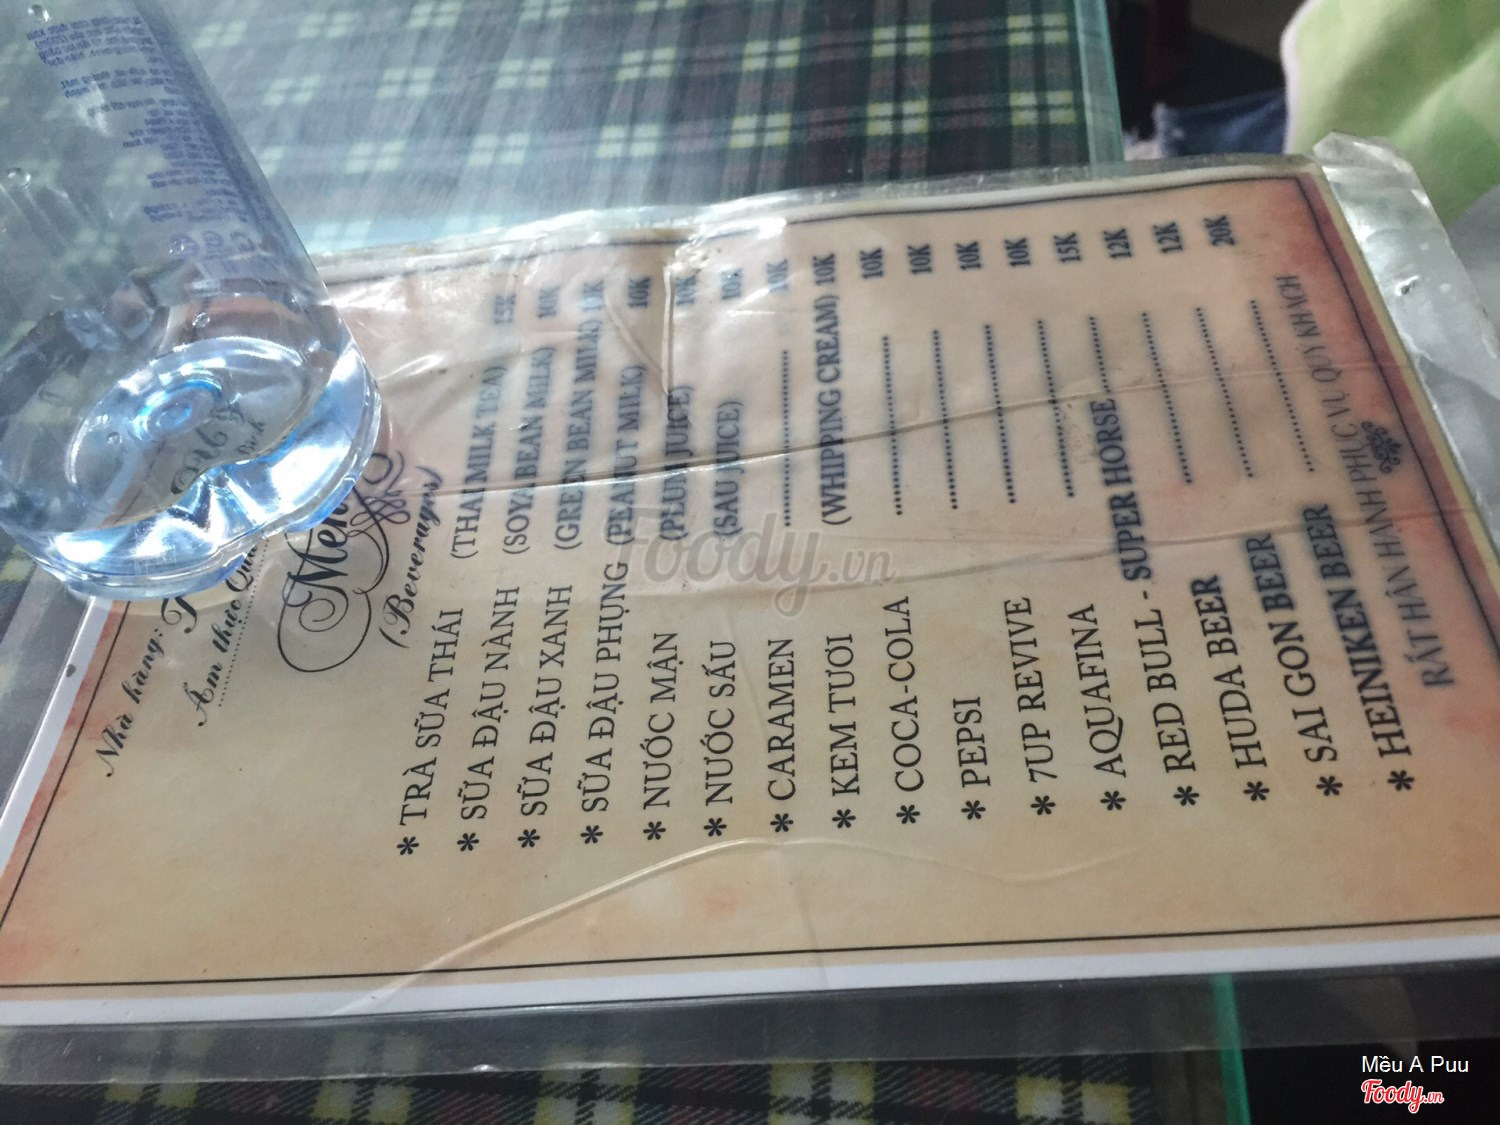 Nhà hàng:
Ẩm thực Quả
(Beverages)
* TRÀ SỮA THÁI (THAI MILK TEA) 15K
* SỮA ĐẬU NÀNH (SOYA BEAN MILK) 10K
* SỮA ĐẬU XANH (GREEN BEAN MILK)
* SỮA ĐẬU PHỤNG (PEAUT MILK) 10K
* NƯỚC MẬN (PLUM JUICE) 10K
* NƯỚC SẤU (SAU JUICE) 10K
* CARAMEN .......................... 10K
* KEM TƯƠI (WHIPPING CREAM) 10K
* COCA-COLA .......................... 10K
* PEPSI .......................... 10K
* 7UP REVIVE .......................... 10K
* AQUAFINA .......................... 10K
* RED BULL - SUPER HORSE ............ 15K
* HUDA BEER .......................... 12K
* SAI GON BEER .......................... 12K
* HEINIKEN BEER .......................... 20K
RẤT HÂN HẠNH PHỤC VỤ QUÝ KHÁCH
Foody.vn
Mều A Puu
Foody.vn